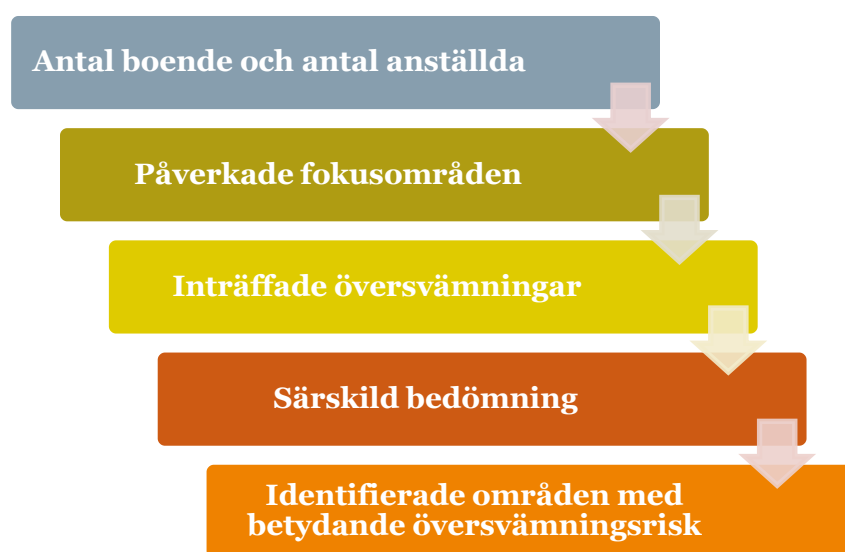 Antal boende och antal anställda
Påverkade fokusområden
Inträffade översvämningar
Särskild bedömning
Identifierade områden med
betydande översvämningsrisk